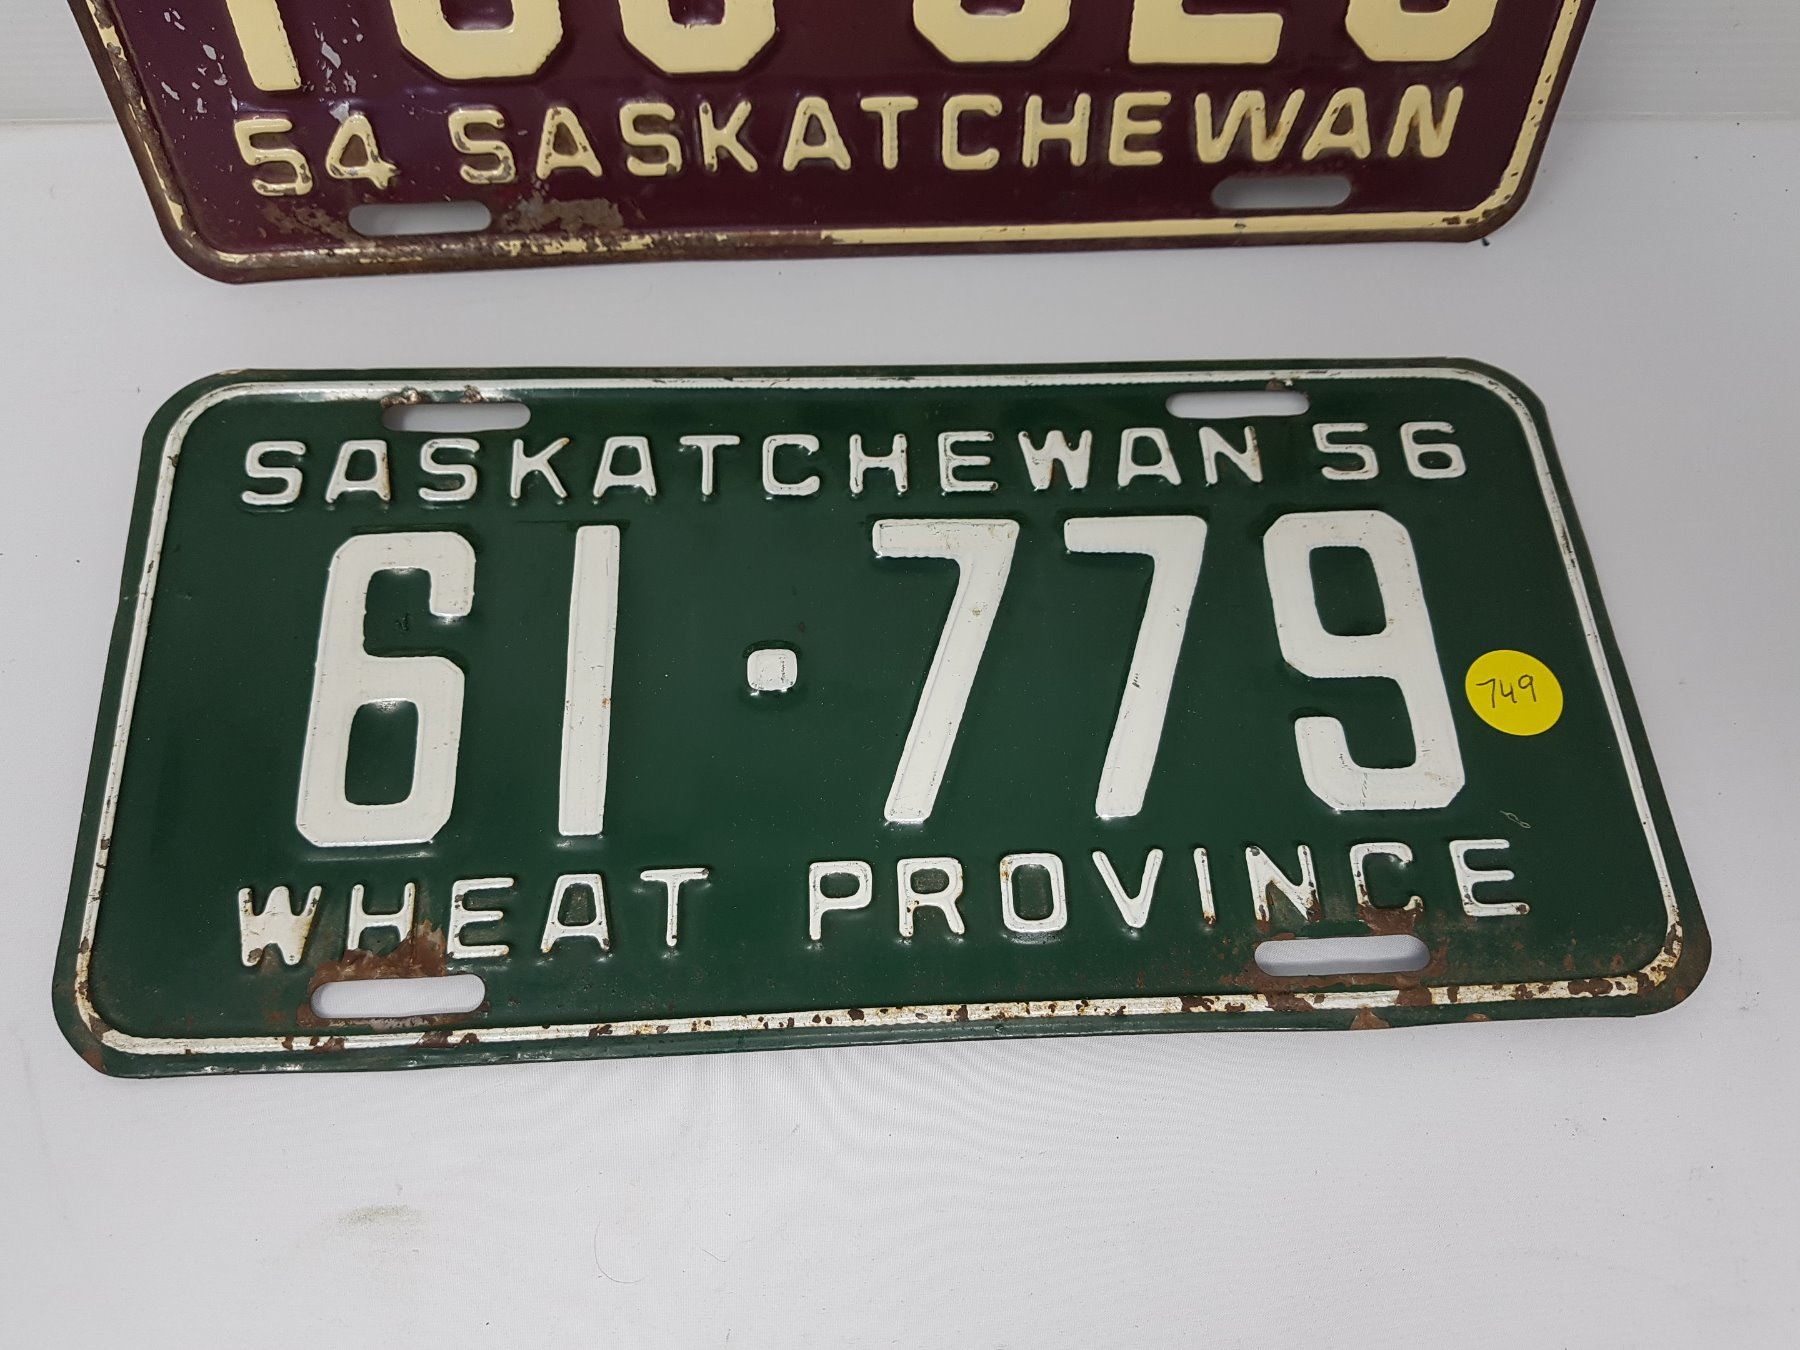 54 SASKATCHEWAN
SASKATCHEWAN 56
61·779
749
WHEAT PROVINCE